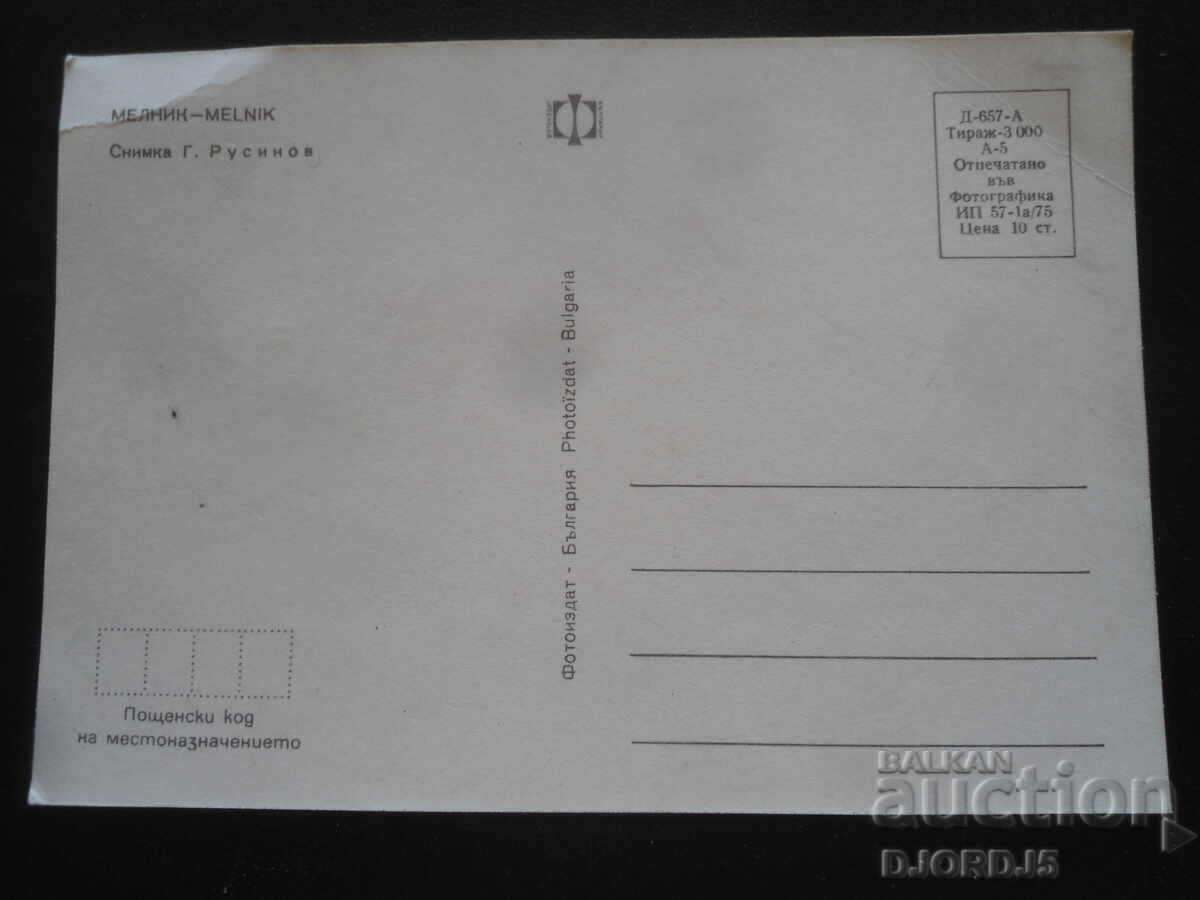 МЕЛНИК—MELNIK
Снимка Г. Русинов
Д-657-А
Тираж-3 000
А-5
Отпечатано
във
Фотографика
ИП 57-1а/75
Цена 10 ст.
Фотоиздат - България Photoïzdat - Bulgaria
Пощенски код
на местоназначението
BALKAN
auction
DJORDJ5